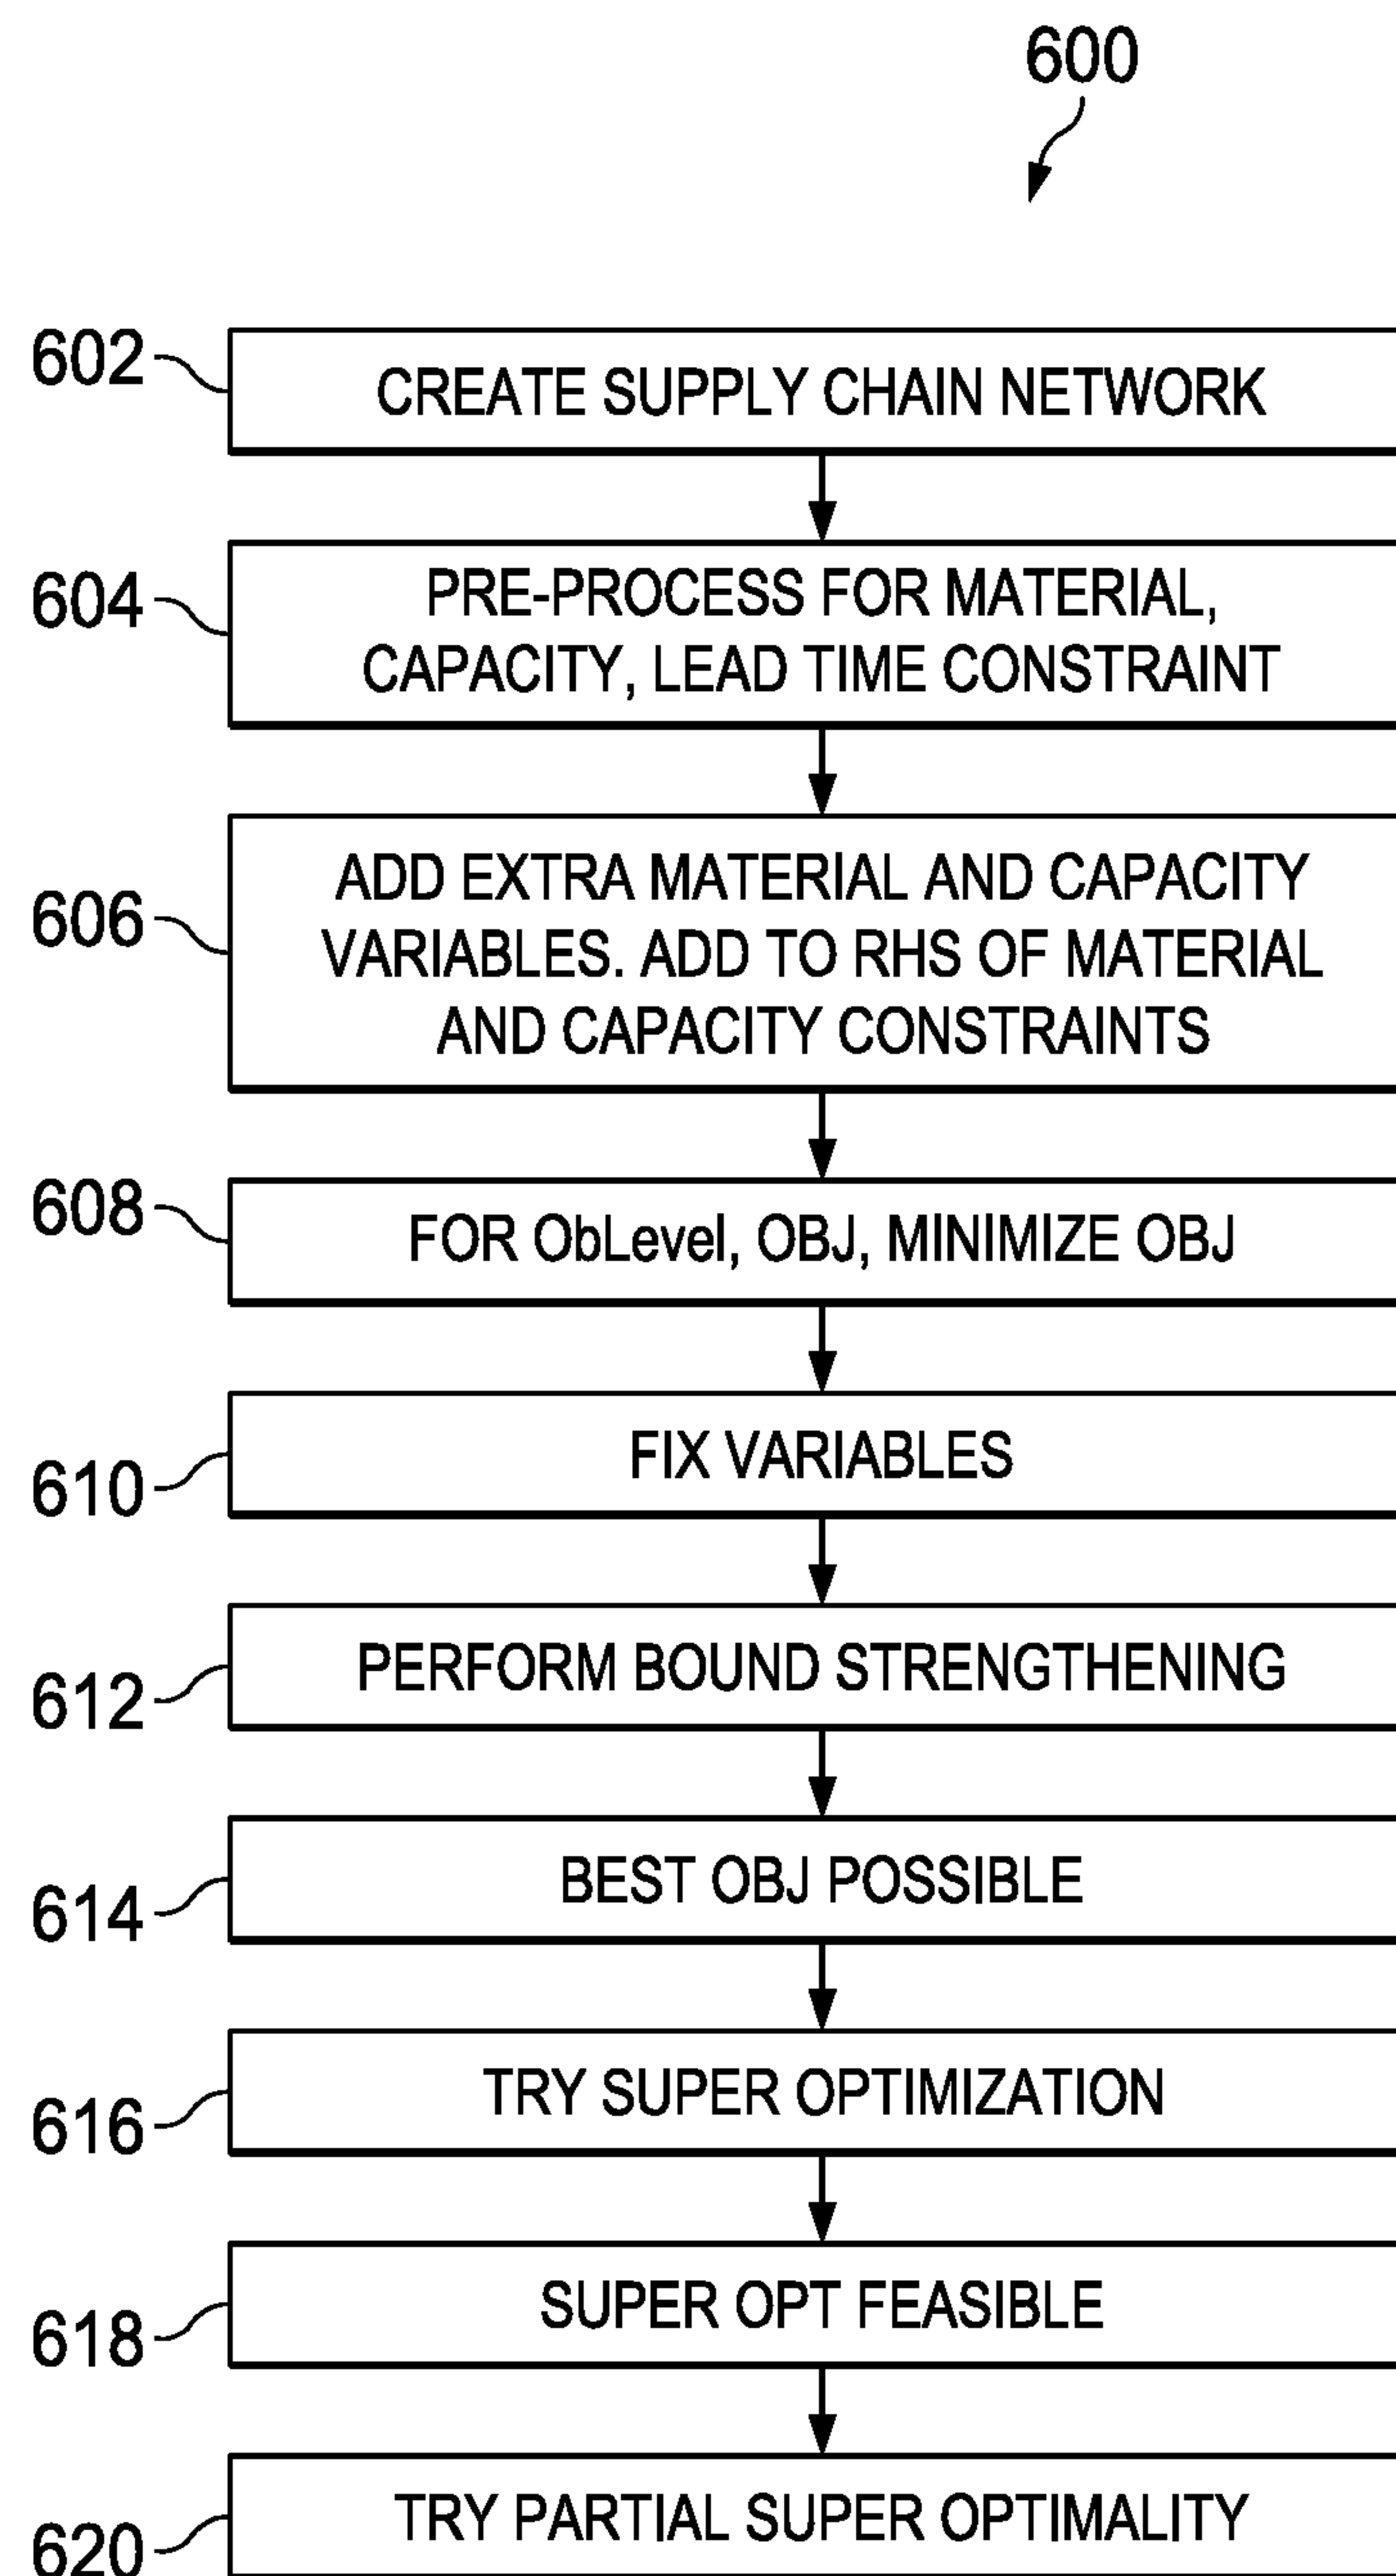 600
602
CREATE SUPPLY CHAIN NETWORK
604
PRE-PROCESS FOR MATERIAL,
CAPACITY, LEAD TIME CONSTRAINT
606
ADD EXTRA MATERIAL AND CAPACITY
VARIABLES. ADD TO RHS OF MATERIAL
AND CAPACITY CONSTRAINTS
608
FOR ObLevel, OBJ, MINIMIZE OBJ
610
FIX VARIABLES
612
PERFORM BOUND STRENGTHENING
614
BEST OBJ POSSIBLE
616
TRY SUPER OPTIMIZATION
618
SUPER OPT FEASIBLE
620
TRY PARTIAL SUPER OPTIMALITY